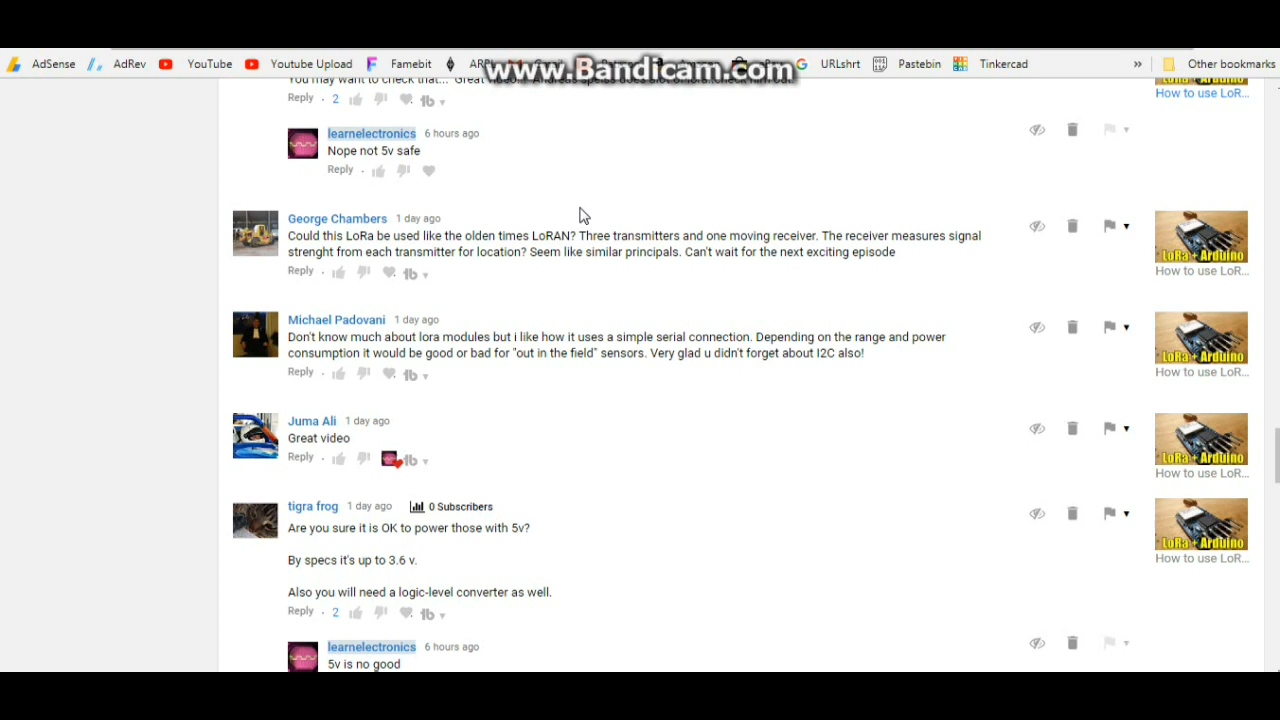 AdSense AdRev YouTube Youtube Upload Famebit URLshrt Pastebin Tinkercad » Other bookmarks
www.Bandicam.com
Reply · 2
How to use LoR...
learnelectronics 6 hours ago
Nope not 5v safe
Reply ·
George Chambers 1 day ago
Could this LoRa be used like the olden times LoRAN? Three transmitters and one moving receiver. The receiver measures signal
strenght from each transmitter for location? Seem like similar principals. Can't wait for the next exciting episode
Reply ·
LoRa + Arduino
How to use LoR...
Michael Padovani 1 day ago
Don't know much about lora modules but i like how it uses a simple serial connection. Depending on the range and power
consumption it would be good or bad for "out in the field" sensors. Very glad u didn't forget about I2C also!
Reply ·
LoRa + Arduino
How to use LoR...
Juma Ali 1 day ago
Great video
Reply ·
LoRa + Arduino
How to use LoR...
tigra frog 1 day ago 0 Subscribers
Are you sure it is OK to power those with 5v?
By specs it's up to 3.6 v.
Also you will need a logic-level converter as well.
Reply · 2
LoRa + Arduino
How to use LoR...
learnelectronics 6 hours ago
5v is no good